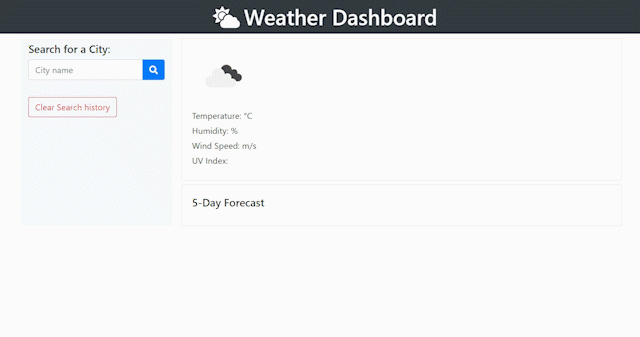 Weather Dashboard
Search for a City:
City name
Clear Search history
Temperature: °C
Humidity: %
Wind Speed: m/s
UV Index:
5-Day Forecast